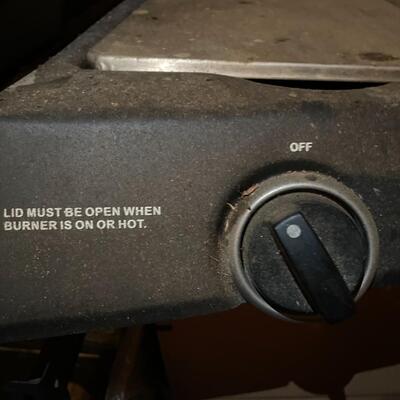 OFF
LID MUST BE OPEN WHEN
BURNER IS ON OR HOT.